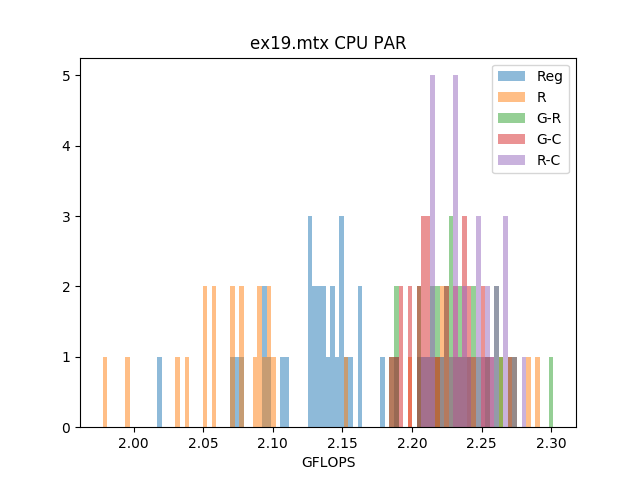 ex19.mtx CPU PAR
5
4
3
2
1
0
Reg
R
G-R
G-C
R-C
2.00 2.05 2.10 2.15 2.20 2.25 2.30
GFLOPS